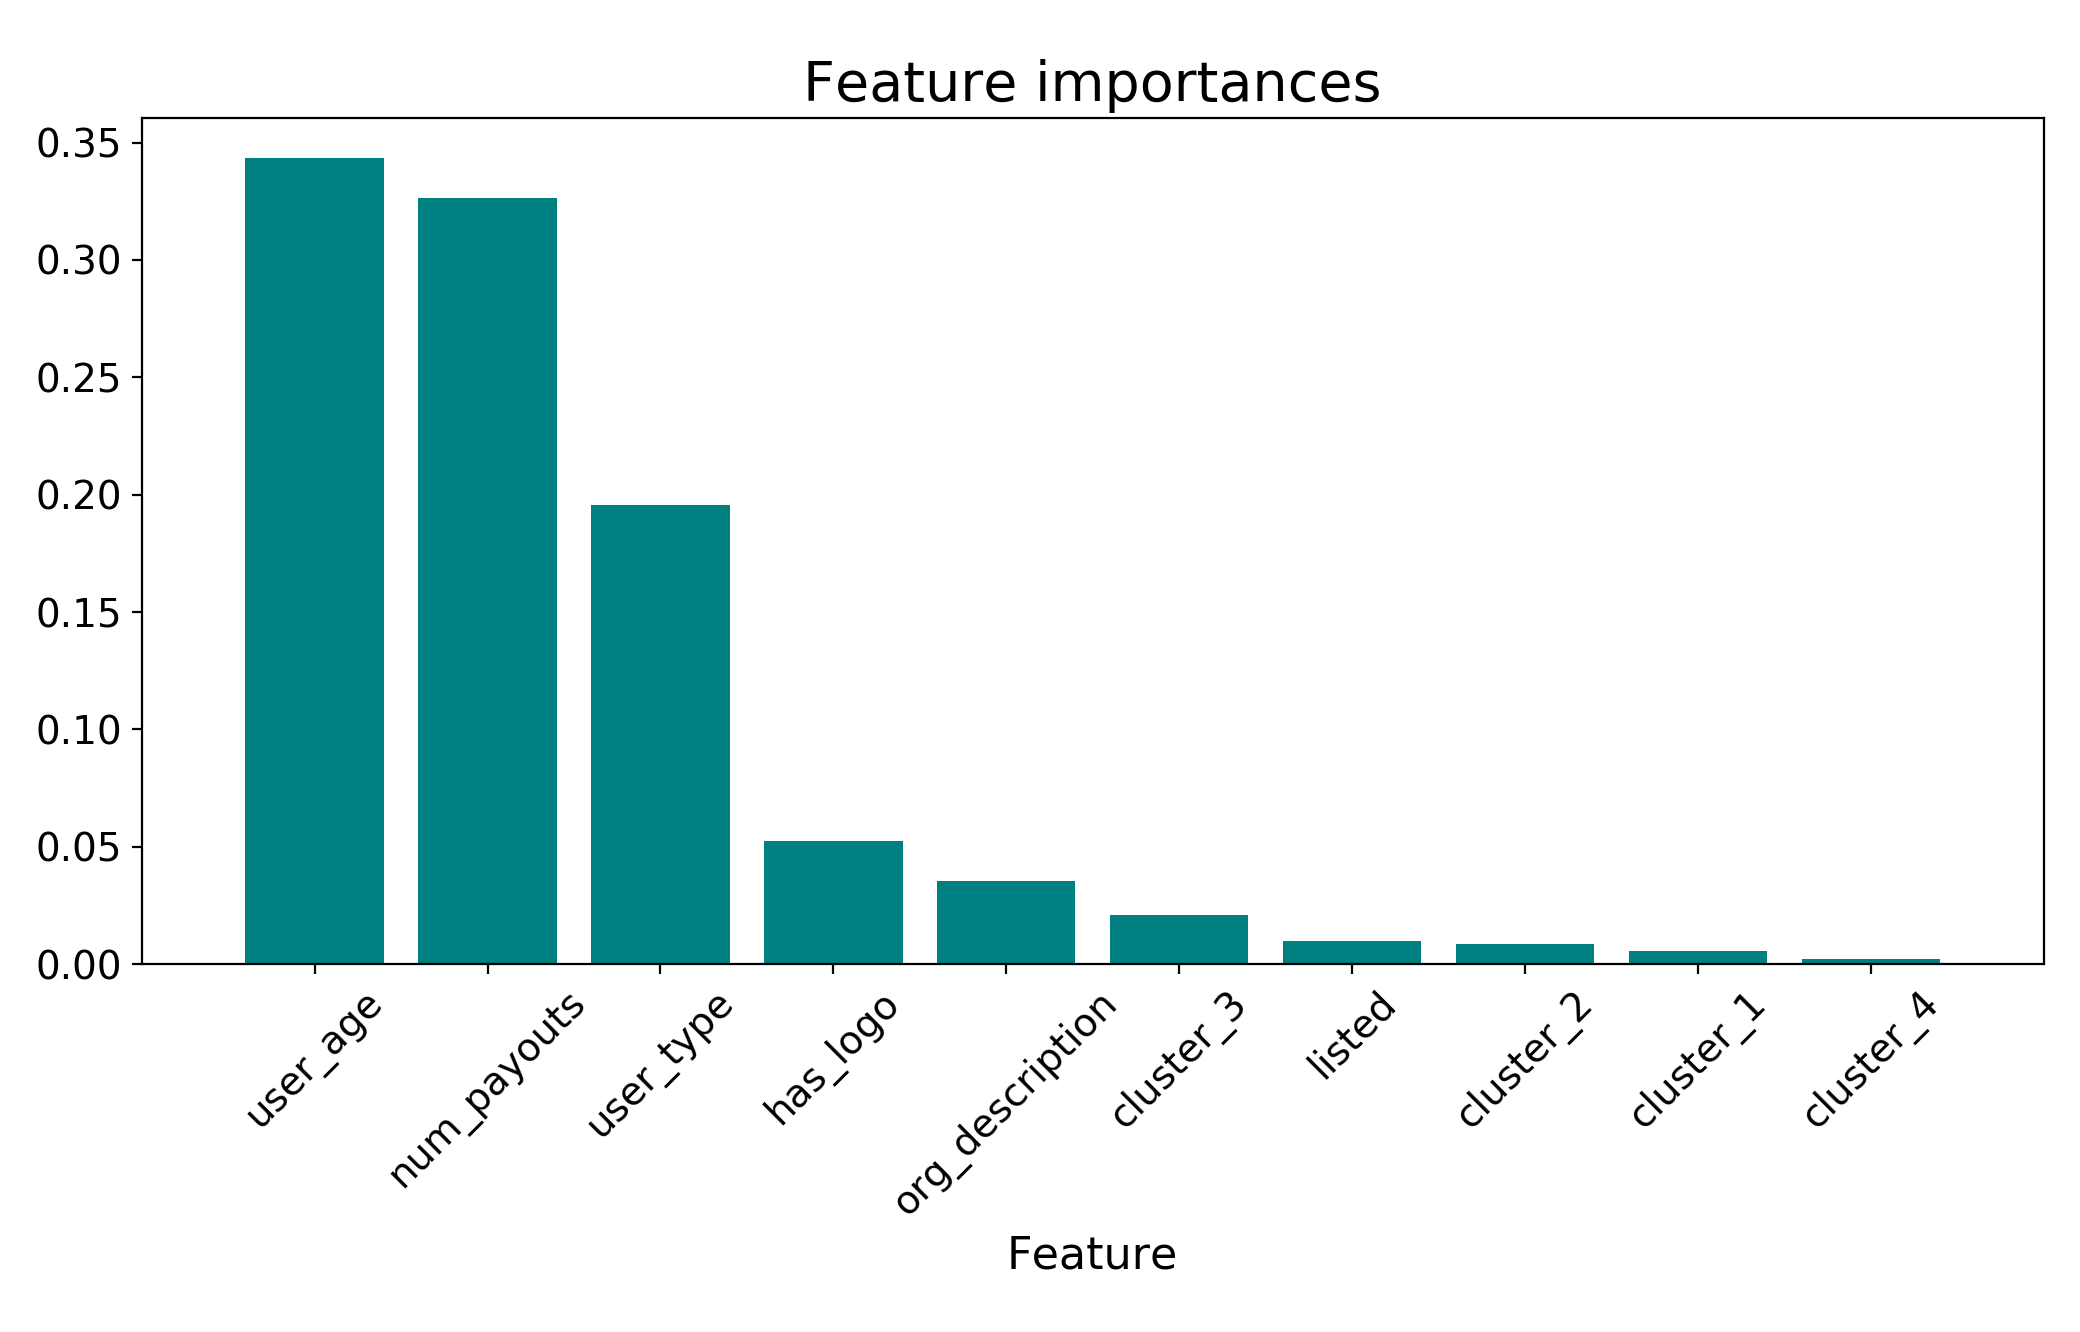 Feature importances
0.35
0.30
0.25
0.20
0.15
0.10
0.05
0.00
user_age
num_payouts
user_type
has_logo
org_description
cluster_3
listed
cluster_2
cluster_1
cluster_4
Feature